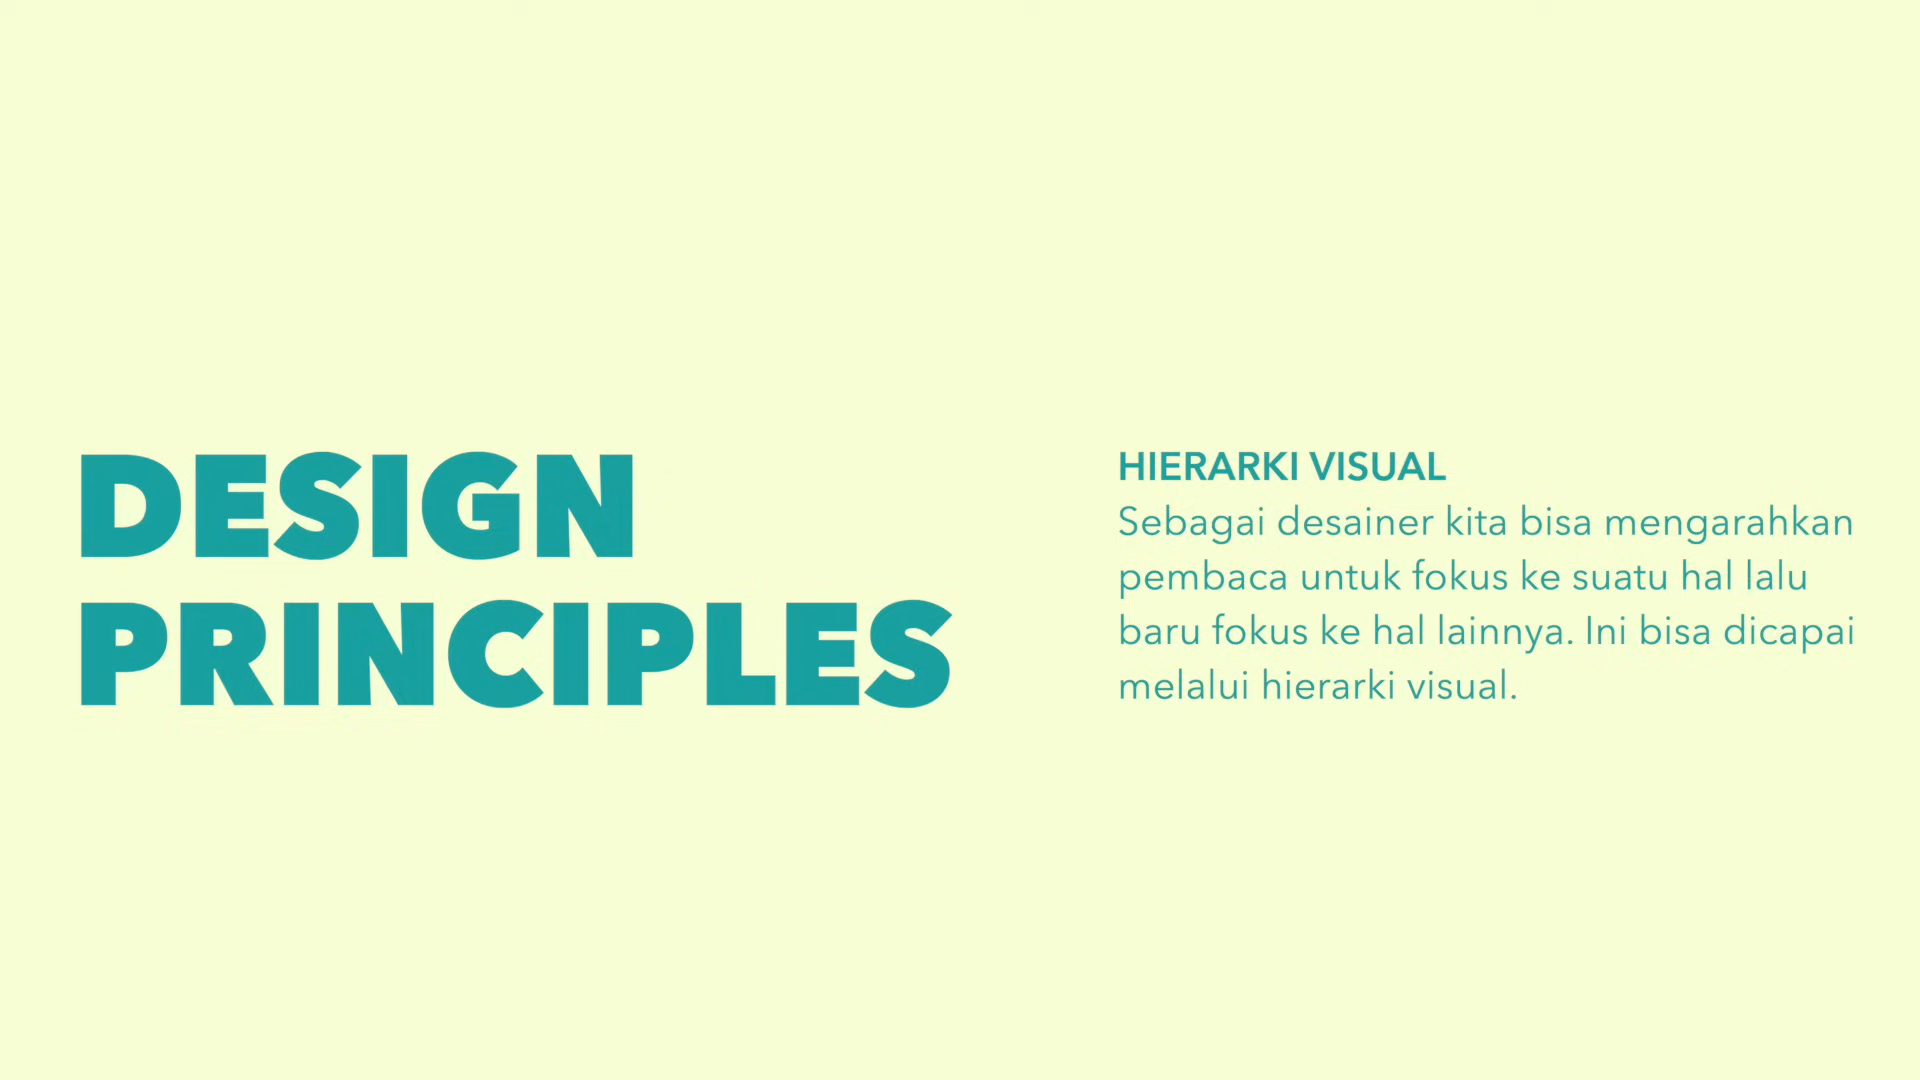 DESIGN
PRINCIPLES
HIERARKI VISUAL
Sebagai desainer kita bisa mengarahkan
pembaca untuk fokus ke suatu hal lalu
baru fokus ke hal lainnya. Ini bisa dicapai
melalui hierarki visual.